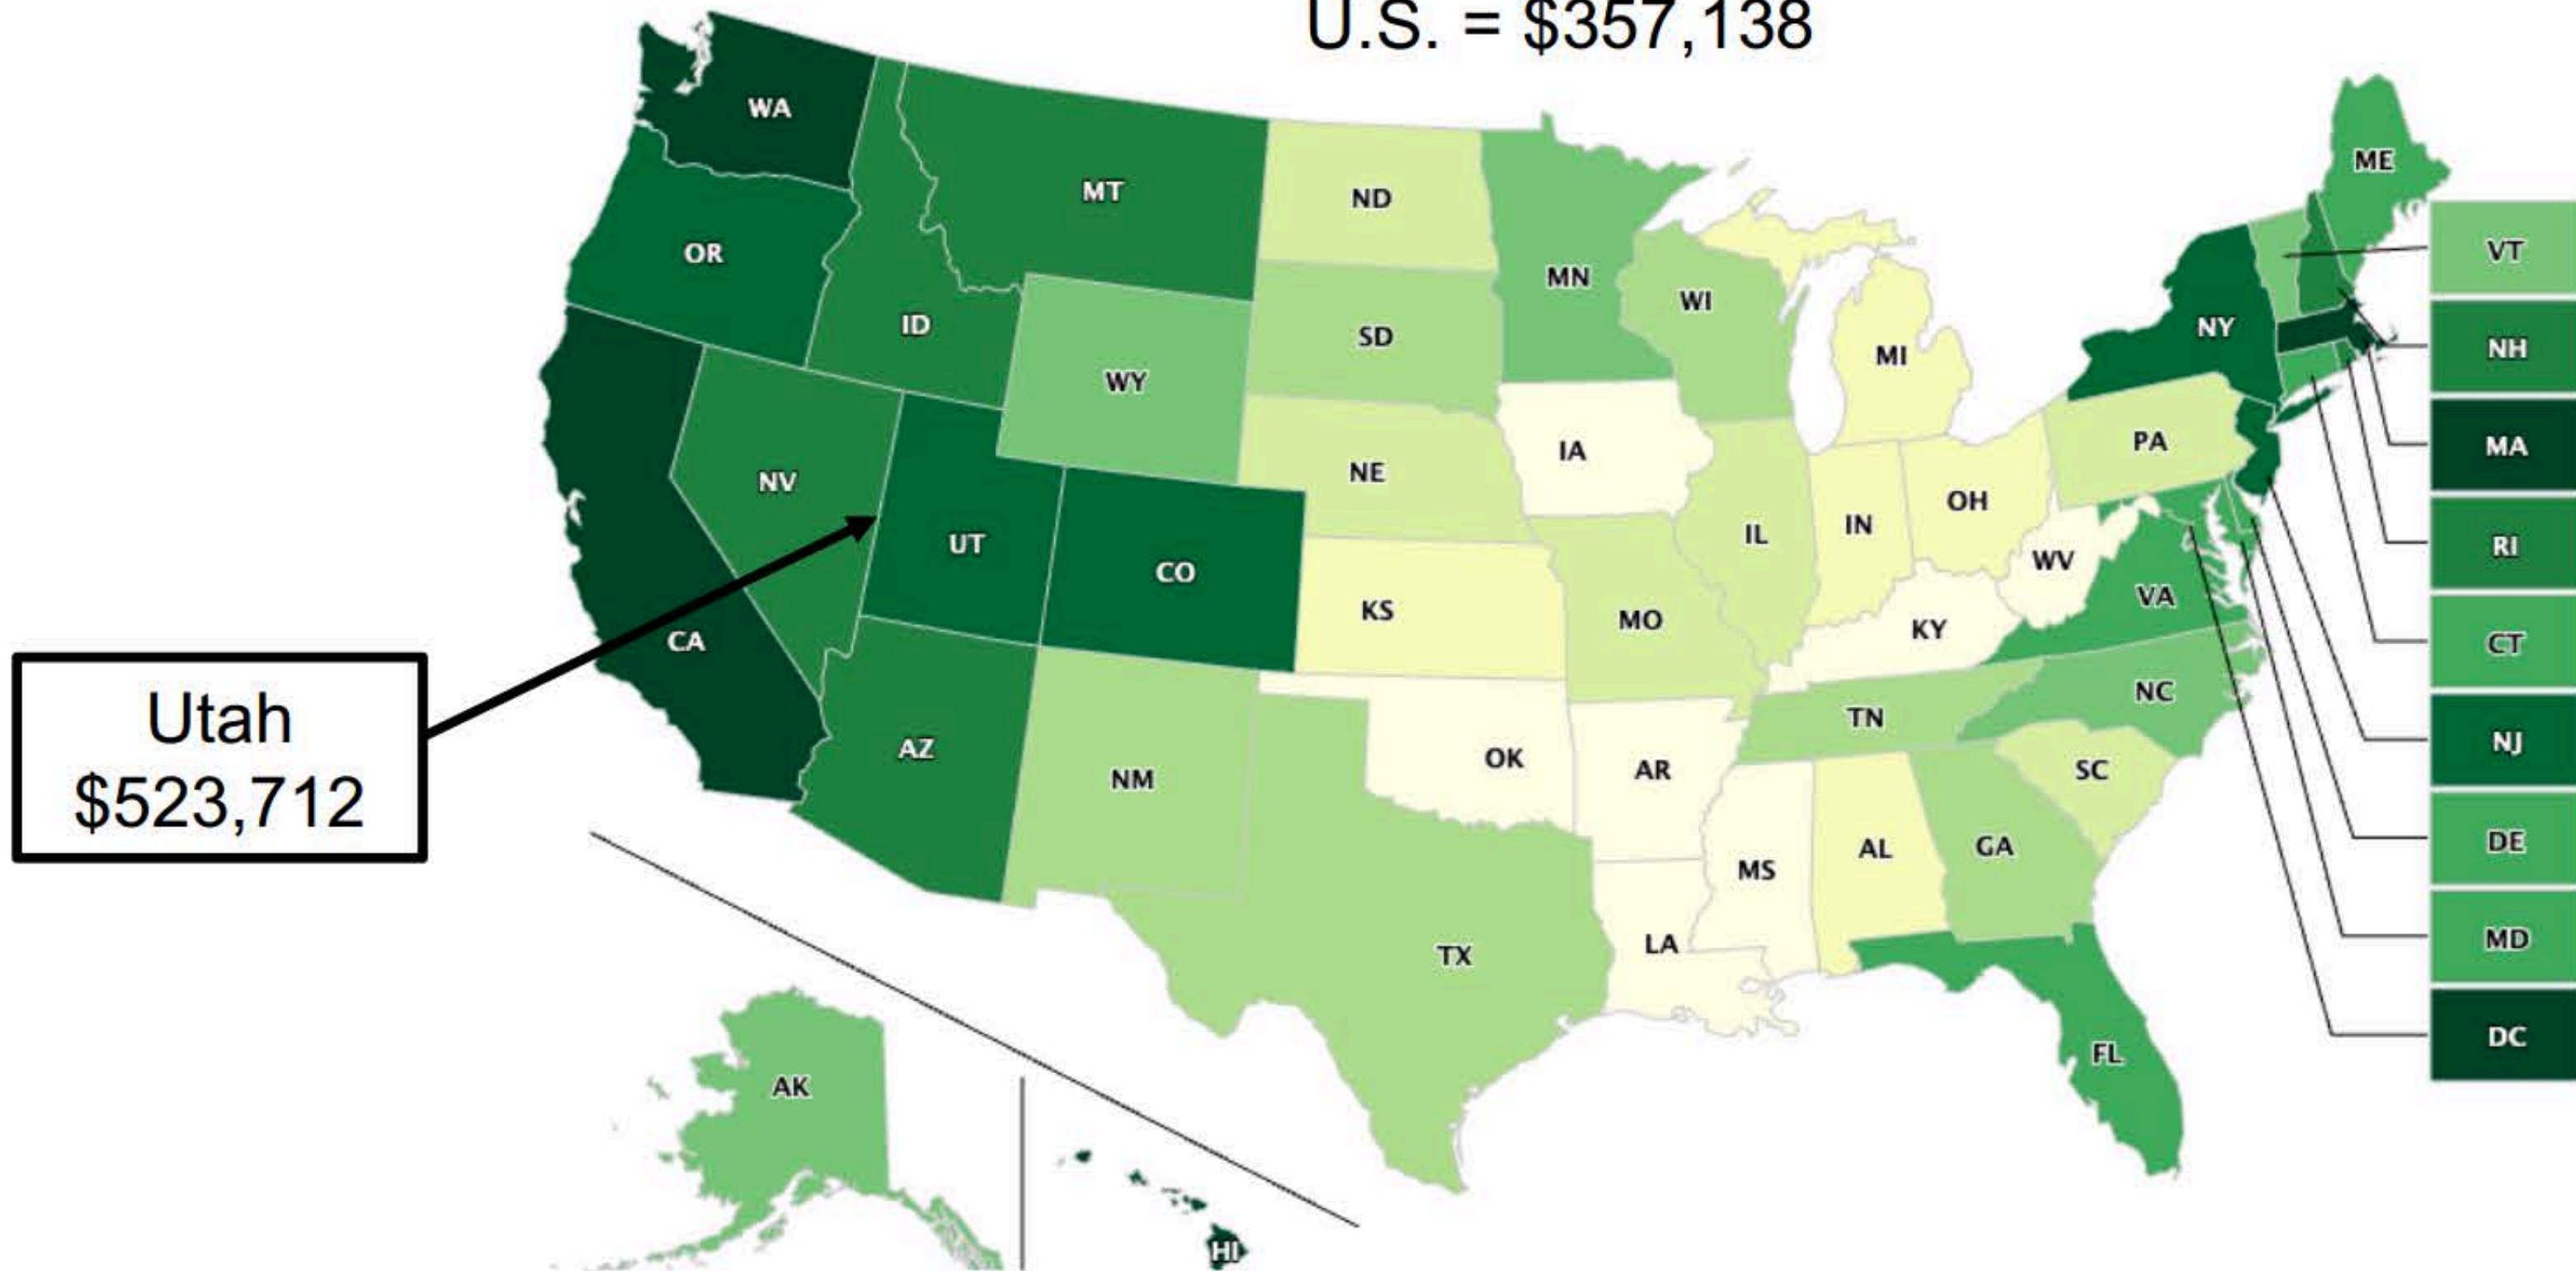 U.S. = $357,138
WA
MT
ND
ME
OR
MN
VT
ID
SD
WI
NY
NH
WY
MI
MA
NV
NE
IA
PA
UT
CO
IL
IN
OH
RI
KS
MO
WV
VA
CA
KY
CT
Utah
$523,712
AZ
NM
OK
AR
TN
NC
NJ
SC
MS
AL
GA
DE
TX
LA
MD
AK
FL
DC
HI